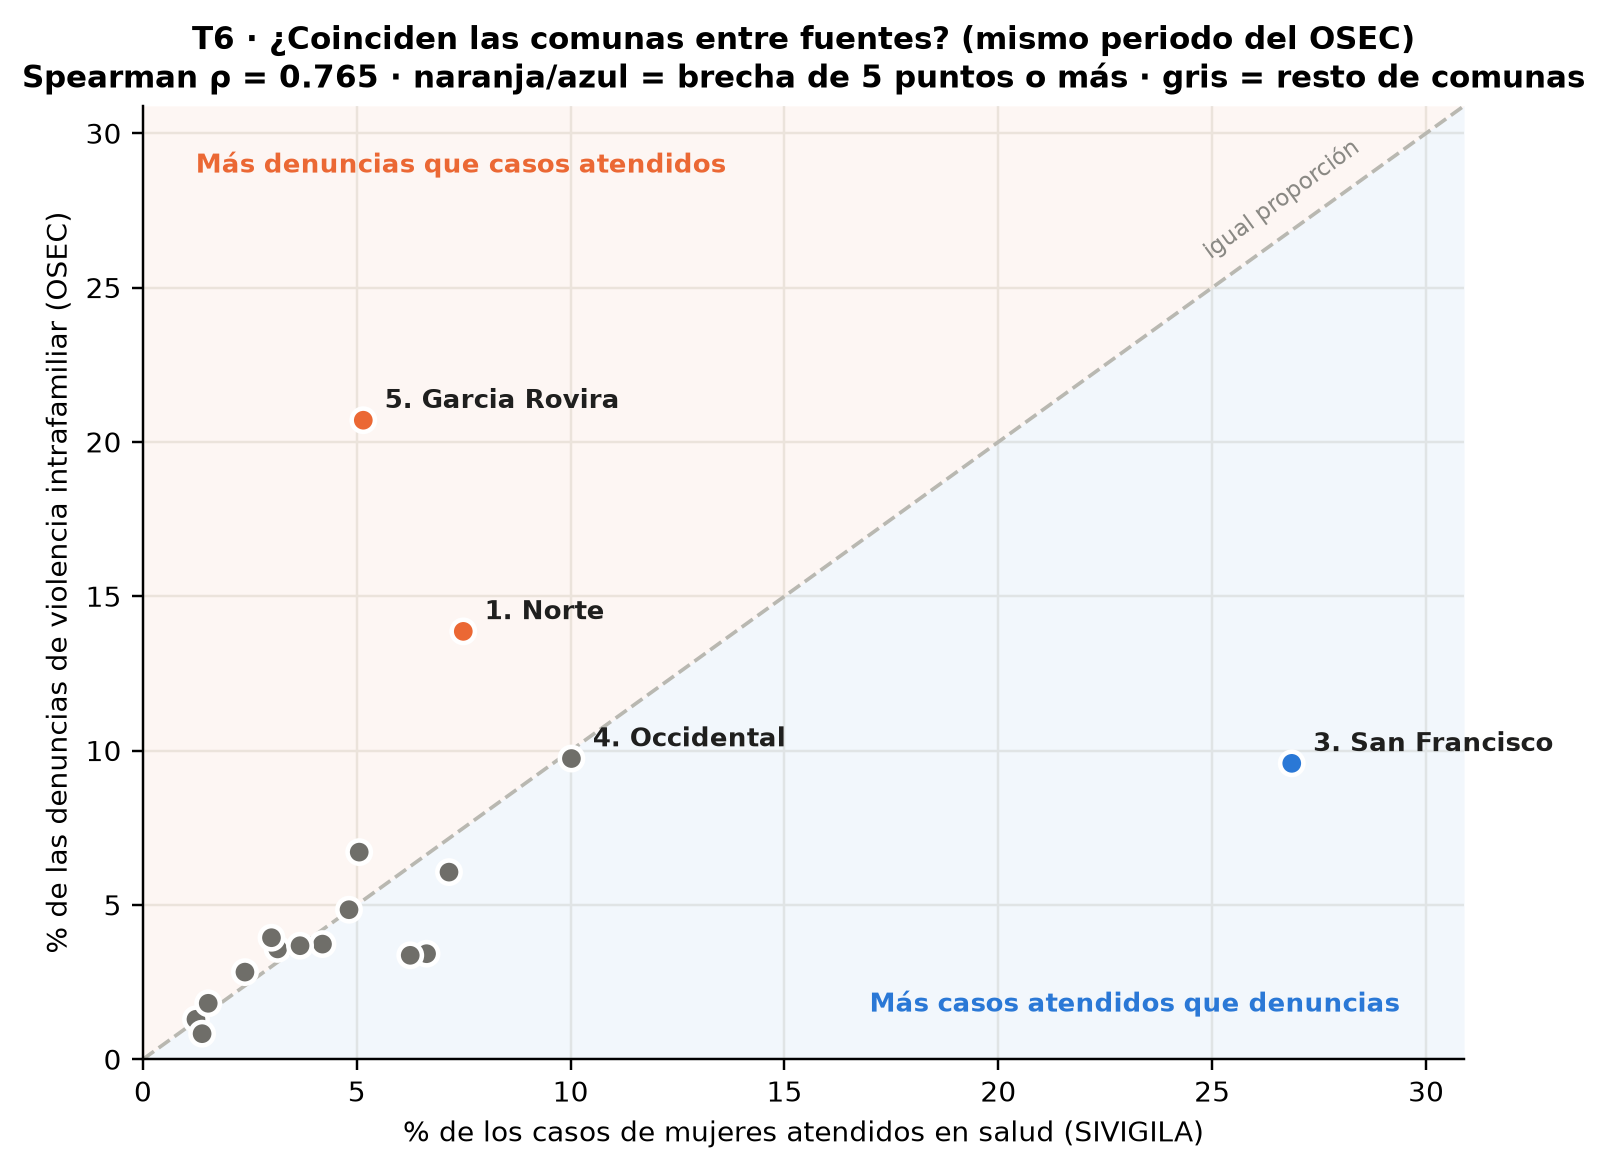 T6 · ¿Coinciden las comunas entre fuentes? (mismo periodo del OSEC)
Spearman ρ = 0.765 · naranja/azul = brecha de 5 puntos o más · gris = resto de comunas
% de las denuncias de violencia intrafamiliar (OSEC)
30
25
20
15
10
5
0
Más denuncias que casos atendidos
igual proporción
5. Garcia Rovira
1. Norte
4. Occidental
3. San Francisco
Más casos atendidos que denuncias
0
5
10
15
20
25
30
% de los casos de mujeres atendidos en salud (SIVIGILA)